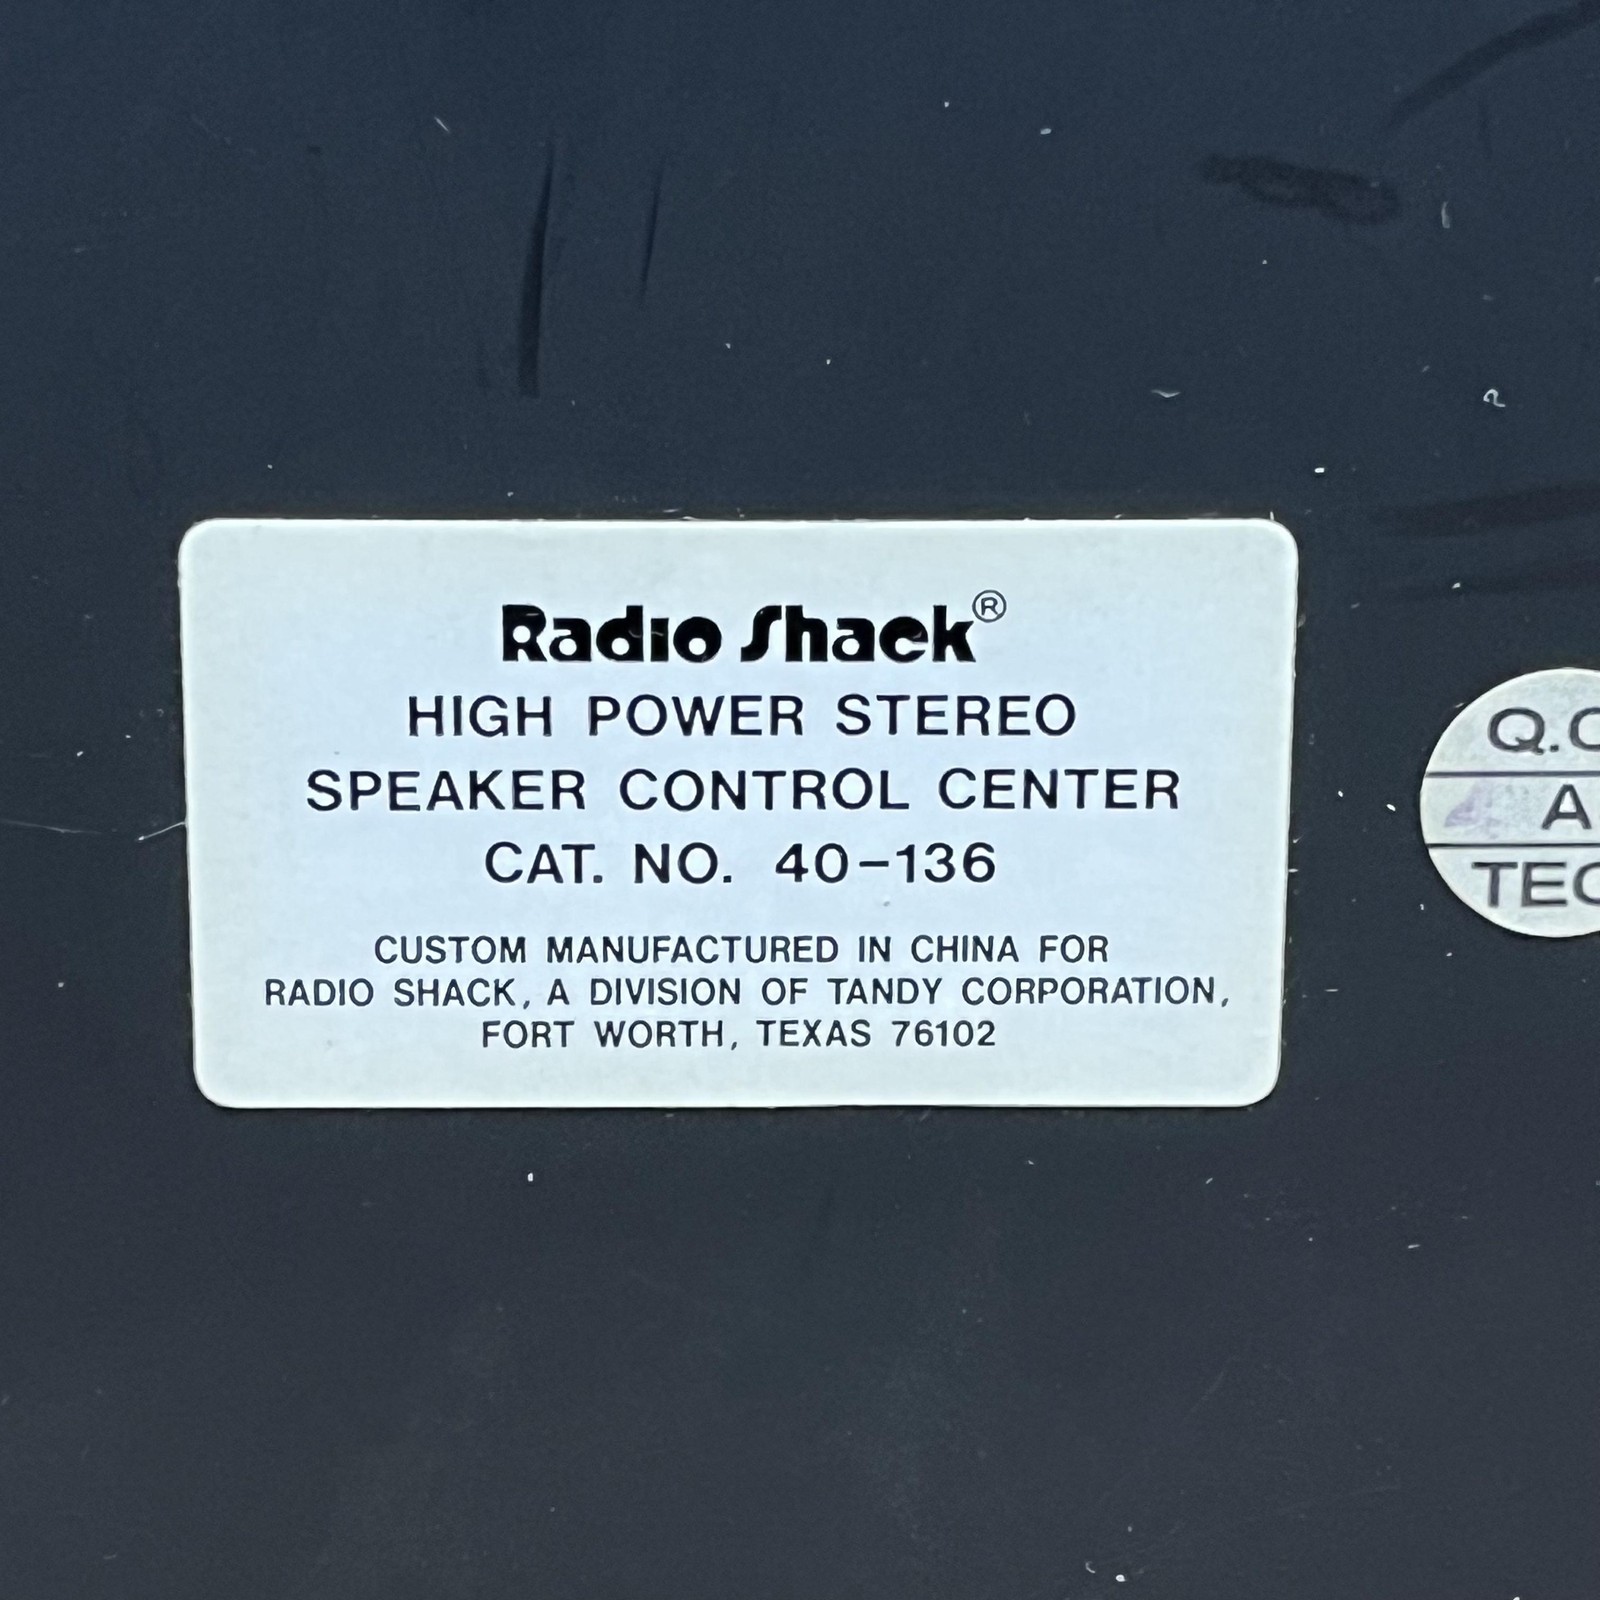 Radio Shack®
HIGH POWER STEREO
SPEAKER CONTROL CENTER
CAT. NO. 40-136
CUSTOM MANUFACTURED IN CHINA FOR
RADIO SHACK, A DIVISION OF TANDY CORPORATION,
FORT WORTH, TEXAS 76102
Q.C
A
TEC